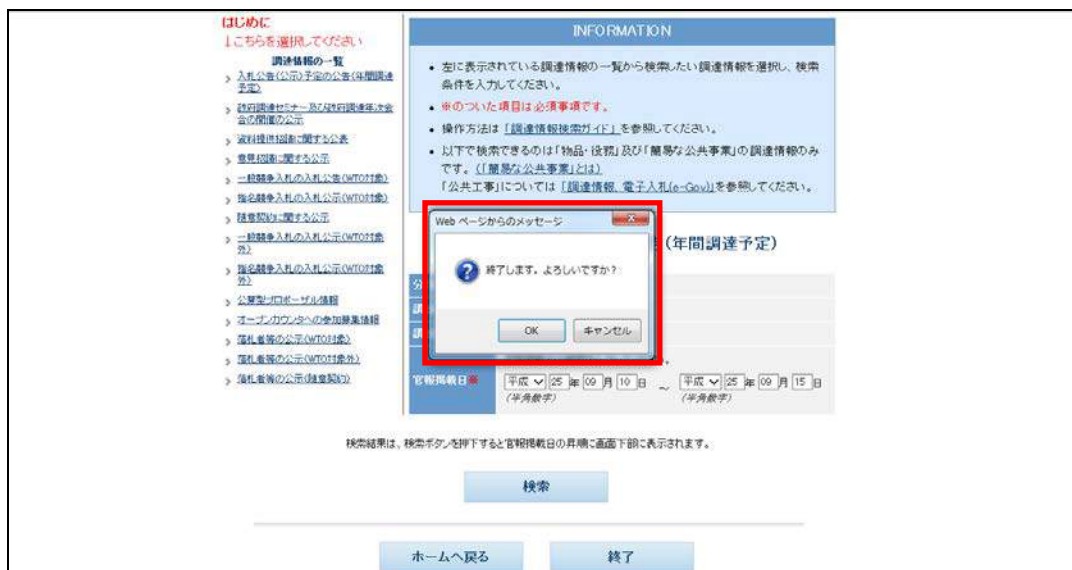 はじめに
↓こちらを選択してください
調達情報の一覧
入札公告(公示)予定の公告(年間調達
予定)
政府調達セミナー及び政府調達年次会
合の開催の公示
資料提供招請に関する公表
意見招請に関する公示
一般競争入札の入札公告(WTO対象)
指名競争入札の入札公示(WTO対象)
随意契約に関する公示
一般競争入札の入札公示(WTO対象
外)
指名競争入札の入札公示(WTO対象
外)
公募型プロポーザル情報
オープンカウンタへの参加募集情報
落札者等の公示(WTO対象)
落札者等の公示(WTO対象外)
落札者等の公示(随意契約)
INFORMATION
• 左に表示されている調達情報の一覧から検索したい調達情報を選択し、検索
条件を入力してください。
• ※のついた項目は必須事項です。
• 操作方法は「調達情報検索ガイド」を参照してください。
• 以下で検索できるのは「物品・役務」及び「簡易な公共事業」の調達情報のみ
です。(「簡易な公共事業」とは)
「公共工事」については「調達情報、電子入札(e-Gov)」を参照してください。
(年間調達予定)
Web ページからのメッセージ
終了します。よろしいですか?
OK キャンセル
分
調
調
官報掲載日※ 平成 25 年 09 月 10 日 ~ 平成 25 年 09 月 15 日
(半角数字) (半角数字)
検索結果は、検索ボタンを押下すると官報掲載日の昇順に画面下部に表示されます。
検索
ホームへ戻る 終了